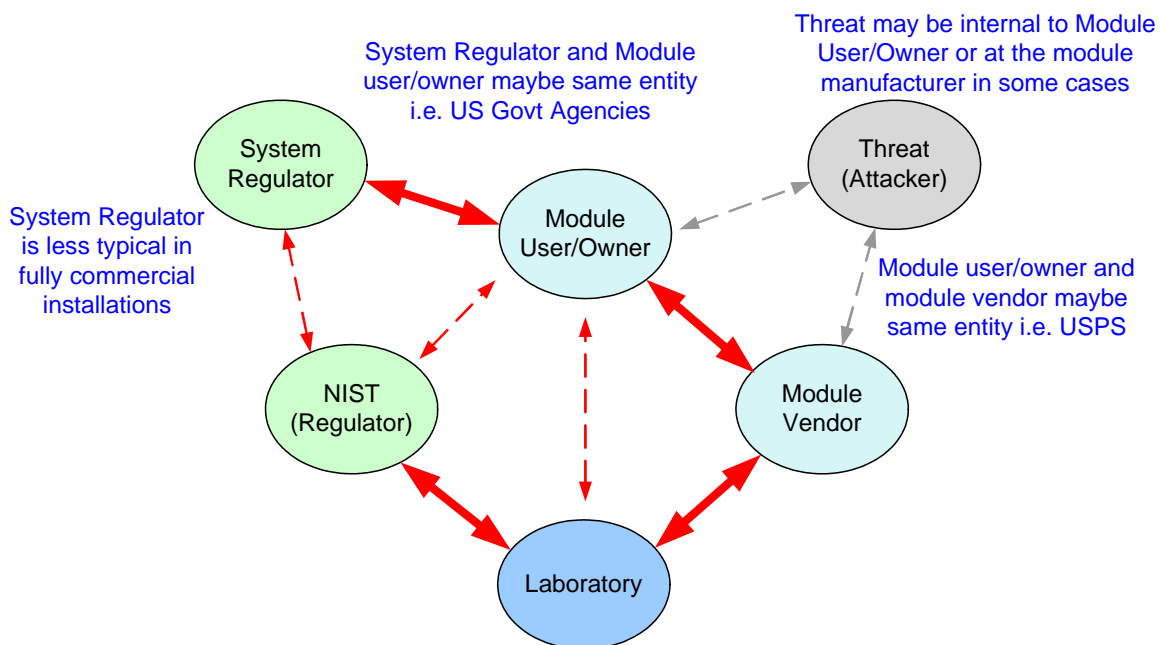 Threat may be internal to Module
User/Owner or at the module
manufacturer in some cases
System Regulator and Module
user/owner maybe same entity
i.e. US Govt Agencies
System
Regulator
Threat
(Attacker)
Module
User/Owner
System Regulator
is less typical in
fully commercial
installations
Module user/owner and
module vendor maybe
same entity i.e. USPS
NIST
(Regulator)
Module
Vendor
Laboratory